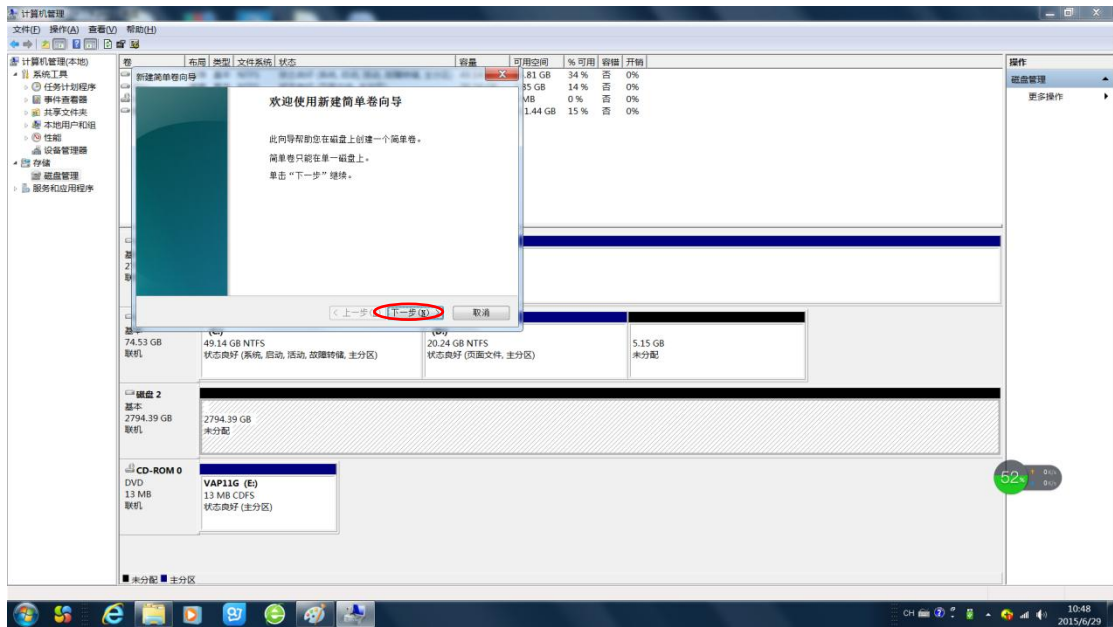 计算机管理
文件(F) 操作(A) 查看(V) 帮助(H)
计算机管理(本地)
系统工具
任务计划程序
事件查看器
共享文件夹
本地用户和组
性能
设备管理器
存储
磁盘管理
服务和应用程序
卷 布局 类型 文件系统 状态 容量 可用空间 %可用 容错 开销
.81 GB 34 % 否 0%
35 GB 14 % 否 0%
MB 0 % 否 0%
1.44 GB 15 % 否 0%
新建简单卷向导
欢迎使用新建简单卷向导
此向导帮助您在磁盘上创建一个简单卷。
简单卷只能在单一磁盘上。
单击“下一步”继续。
< 上一步 下一步(N) > 取消
74.53 GB
联机
(C:)
49.14 GB NTFS
状态良好 (系统, 启动, 活动, 故障转储, 主分区)
(D:)
20.24 GB NTFS
状态良好 (页面文件, 主分区)
5.15 GB
未分配
磁盘 2
基本
2794.39 GB
联机
2794.39 GB
未分配
CD-ROM 0
DVD
13 MB
联机
VAP11G (E:)
13 MB CDFS
状态良好 (主分区)
未分配 主分区
操作
磁盘管理
更多操作
52%
CH
10:48
2015/6/29